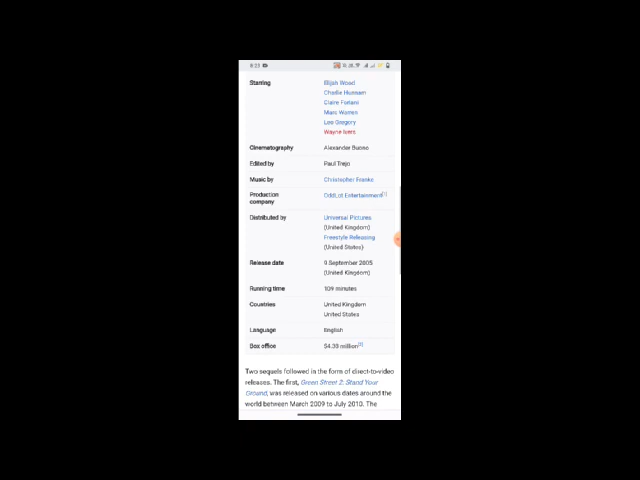 8:23
Starring Elijah Wood
Charlie Hunnam
Claire Forlani
Marc Warren
Leo Gregory
Wayne Ivers
Cinematography Alexander Buono
Edited by Paul Trejo
Music by Christopher Franke
Production company OddLot Entertainment[1]
Distributed by Universal Pictures
(United Kingdom)
Freestyle Releasing
(United States)
Release date 9 September 2005
(United Kingdom)
Running time 109 minutes
Countries United Kingdom
United States
Language English
Box office million
Two sequels followed in the form of direct-to-video
releases. The first, Green Street 2: Stand Your
Ground, was released on various dates around the
world between March 2009 to July 2010. The